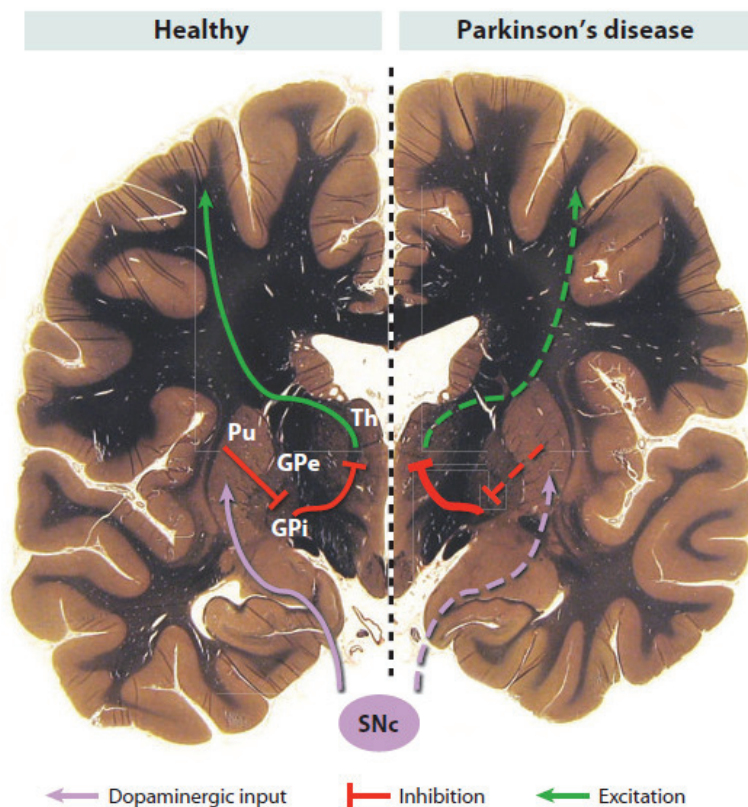 Healthy
Parkinson's disease
Th
Pu
GPe
GPi
SNc
Dopaminergic input
Inhibition
Excitation